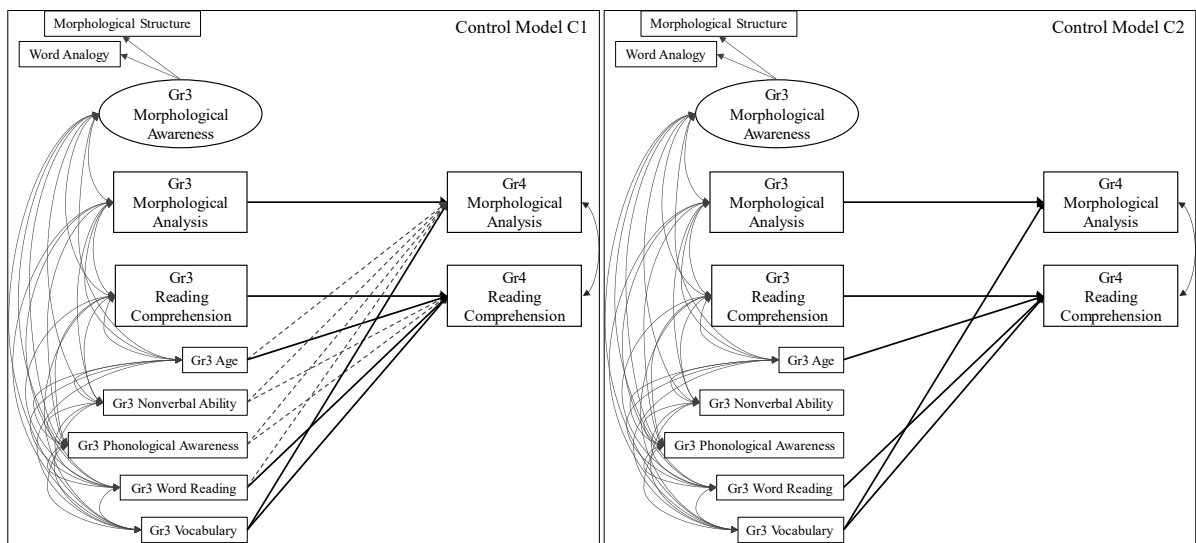 Morphological Structure
Control Model C1
Word Analogy
Gr3
Morphological
Awareness
Gr3
Morphological
Analysis
Gr4
Morphological
Analysis
Gr3
Reading
Comprehension
Gr4
Reading
Comprehension
Gr3 Age
Gr3 Nonverbal Ability
Gr3 Phonological Awareness
Gr3 Word Reading
Gr3 Vocabulary
Morphological Structure
Control Model C2
Word Analogy
Gr3
Morphological
Awareness
Gr3
Morphological
Analysis
Gr4
Morphological
Analysis
Gr3
Reading
Comprehension
Gr4
Reading
Comprehension
Gr3 Age
Gr3 Nonverbal Ability
Gr3 Phonological Awareness
Gr3 Word Reading
Gr3 Vocabulary